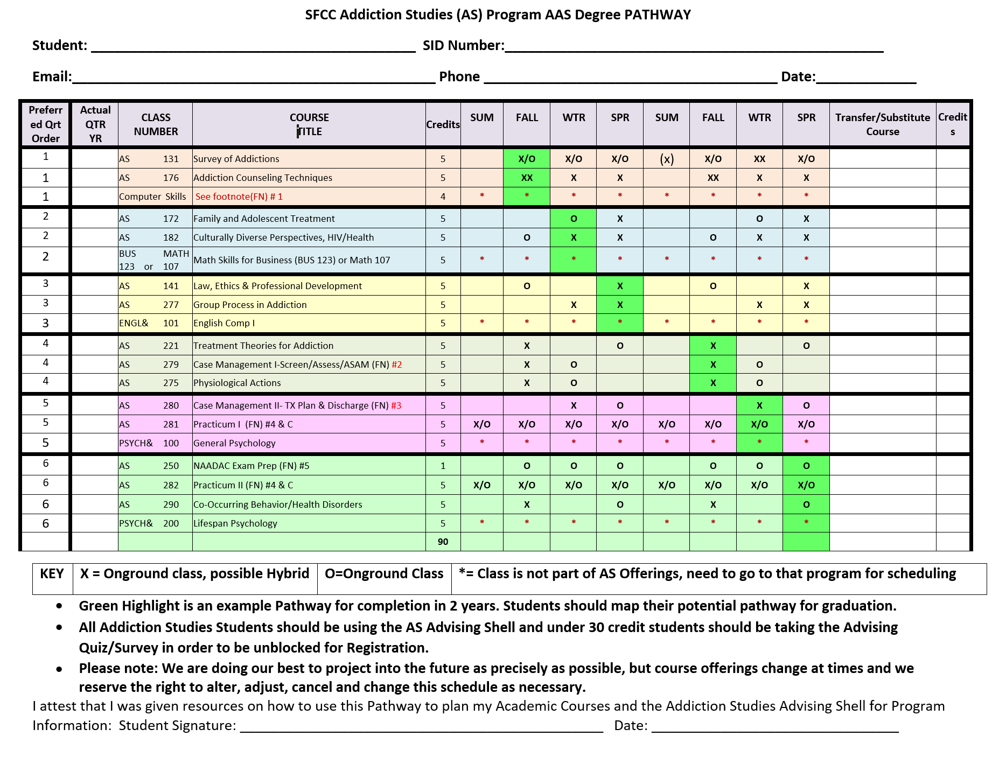 SFCC Addiction Studies (AS) Program AAS Degree PATHWAY
Student: ___________________________________________ SID Number:__________________________________________________
Email:________________________________________________ Phone _______________________________________ Date:_____________
Preferr ed Qrt Order | Actual QTR YR | CLASS NUMBER | COURSE TITLE | Credits | SUM | FALL | WTR | SPR | SUM | FALL | WTR | SPR | Transfer/Substitute Course | Credit s
1 | | AS 131 | Survey of Addictions | 5 | | X/O | X/O | X/O | (x) | X/O | XX | X/O
1 | | AS 176 | Addiction Counseling Techniques | 5 | | XX | X | X | | XX | X | X
1 | | Computer Skills | See footnote(FN) # 1 | 4 | * | * | * | * | * | * | * | *
2 | | AS 172 | Family and Adolescent Treatment | 5 | | | O | X | | | O | X
2 | | AS 182 | Culturally Diverse Perspectives, HIV/Health | 5 | | O | X | X | | O | X | X
2 | | BUS 123 or MATH 107 | Math Skills for Business (BUS 123) or Math 107 | 5 | * | * | * | * | * | * | * | *
3 | | AS 141 | Law, Ethics & Professional Development | 5 | | O | | X | | O | | X
3 | | AS 277 | Group Process in Addiction | 5 | | | X | X | | | X | X
3 | | ENGL& 101 | English Comp I | 5 | * | * | * | * | * | * | * | *
4 | | AS 221 | Treatment Theories for Addiction | 5 | | X | | O | | X | | O
4 | | AS 279 | Case Management I-Screen/Assess/ASAM (FN) #2 | 5 | | X | O | | | X | O |
4 | | AS 275 | Physiological Actions | 5 | | X | O | | | X | O |
5 | | AS 280 | Case Management II- TX Plan & Discharge (FN) #3 | 5 | | | X | O | | | X | O
5 | | AS 281 | Practicum I (FN) #4 & C | 5 | X/O | X/O | X/O | X/O | X/O | X/O | X/O | X/O
5 | | PSYCH& 100 | General Psychology | 5 | * | * | * | * | * | * | * | *
6 | | AS 250 | NAADAC Exam Prep (FN) #5 | 1 | | O | O | O | | O | O | O
6 | | AS 282 | Practicum II (FN) #4 & C | 5 | X/O | X/O | X/O | X/O | X/O | X/O | X/O | X/O
6 | | AS 290 | Co-Occurring Behavior/Health Disorders | 5 | | X | | O | | X | | O
6 | | PSYCH& 200 | Lifespan Psychology | 5 | * | * | * | * | * | * | * | *
90
KEY | X = Onground class, possible Hybrid | O=Onground Class | *= Class is not part of AS Offerings, need to go to that program for scheduling
• Green Highlight is an example Pathway for completion in 2 years. Students should map their potential pathway for graduation.
• All Addiction Studies Students should be using the AS Advising Shell and under 30 credit students should be taking the Advising
Quiz/Survey in order to be unblocked for Registration.
• Please note: We are doing our best to project into the future as precisely as possible, but course offerings change at times and we
reserve the right to alter, adjust, cancel and change this schedule as necessary.
I attest that I was given resources on how to use this Pathway to plan my Academic Courses and the Addiction Studies Advising Shell for Program
Information: Student Signature: ________________________________________________ Date: _________________________________